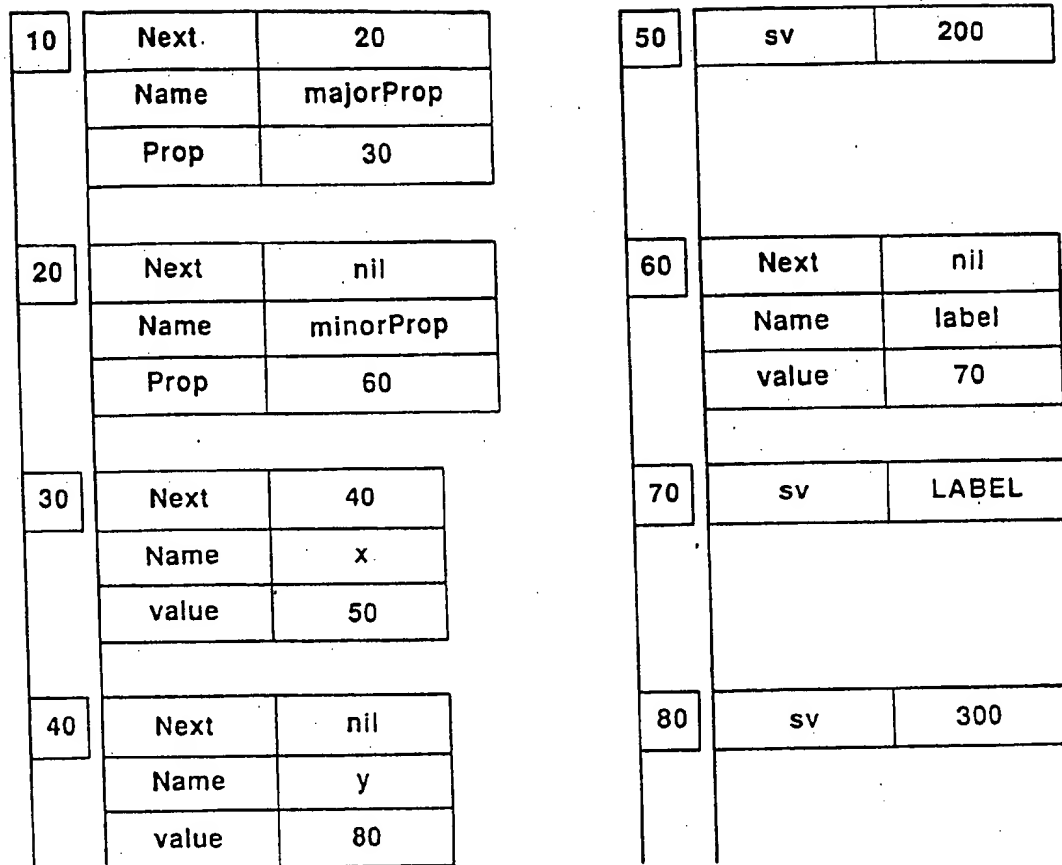 10 Next 20
Name majorProp
Prop 30
20 Next nil
Name minorProp
Prop 60
30 Next 40
Name x
value 50
40 Next nil
Name y
value 80
50 sv 200
60 Next nil
Name label
value 70
70 sv LABEL
80 sv 300